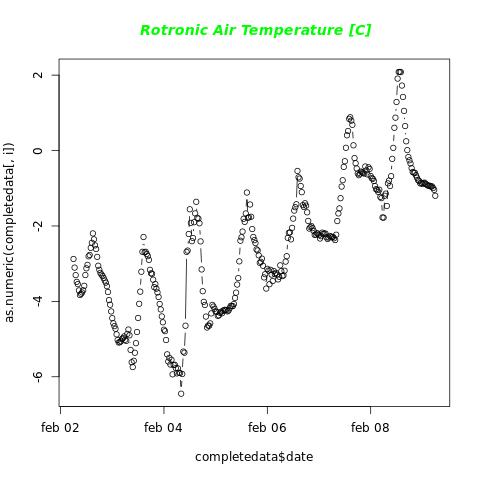 Rotronic Air Temperature [C]
as.numeric(completedata[, i])
2
0
-2
-4
-6
feb 02
feb 04
feb 06
feb 08
completedata$date